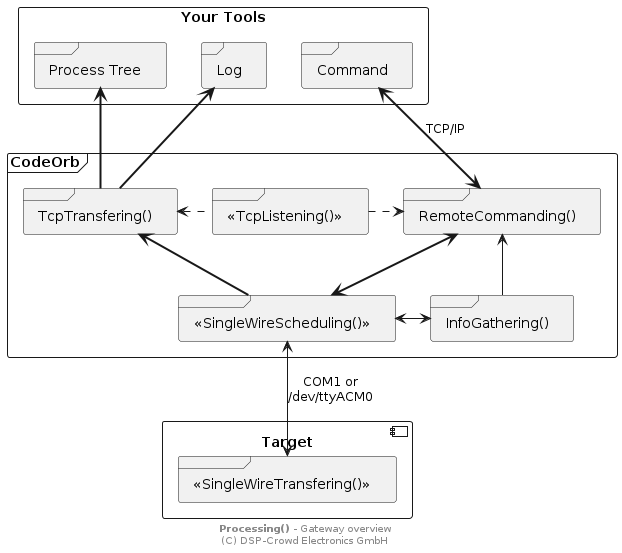 Your Tools
Process Tree
Log
Command
TCP/IP
CodeOrb
TcpTransfering()
«TcpListening()»
RemoteCommanding()
«SingleWireScheduling()»
InfoGathering()
COM1 or
/dev/ttyACM0
Target
«SingleWireTransfering()»
Processing() - Gateway overview
(C) DSP-Crowd Electronics GmbH